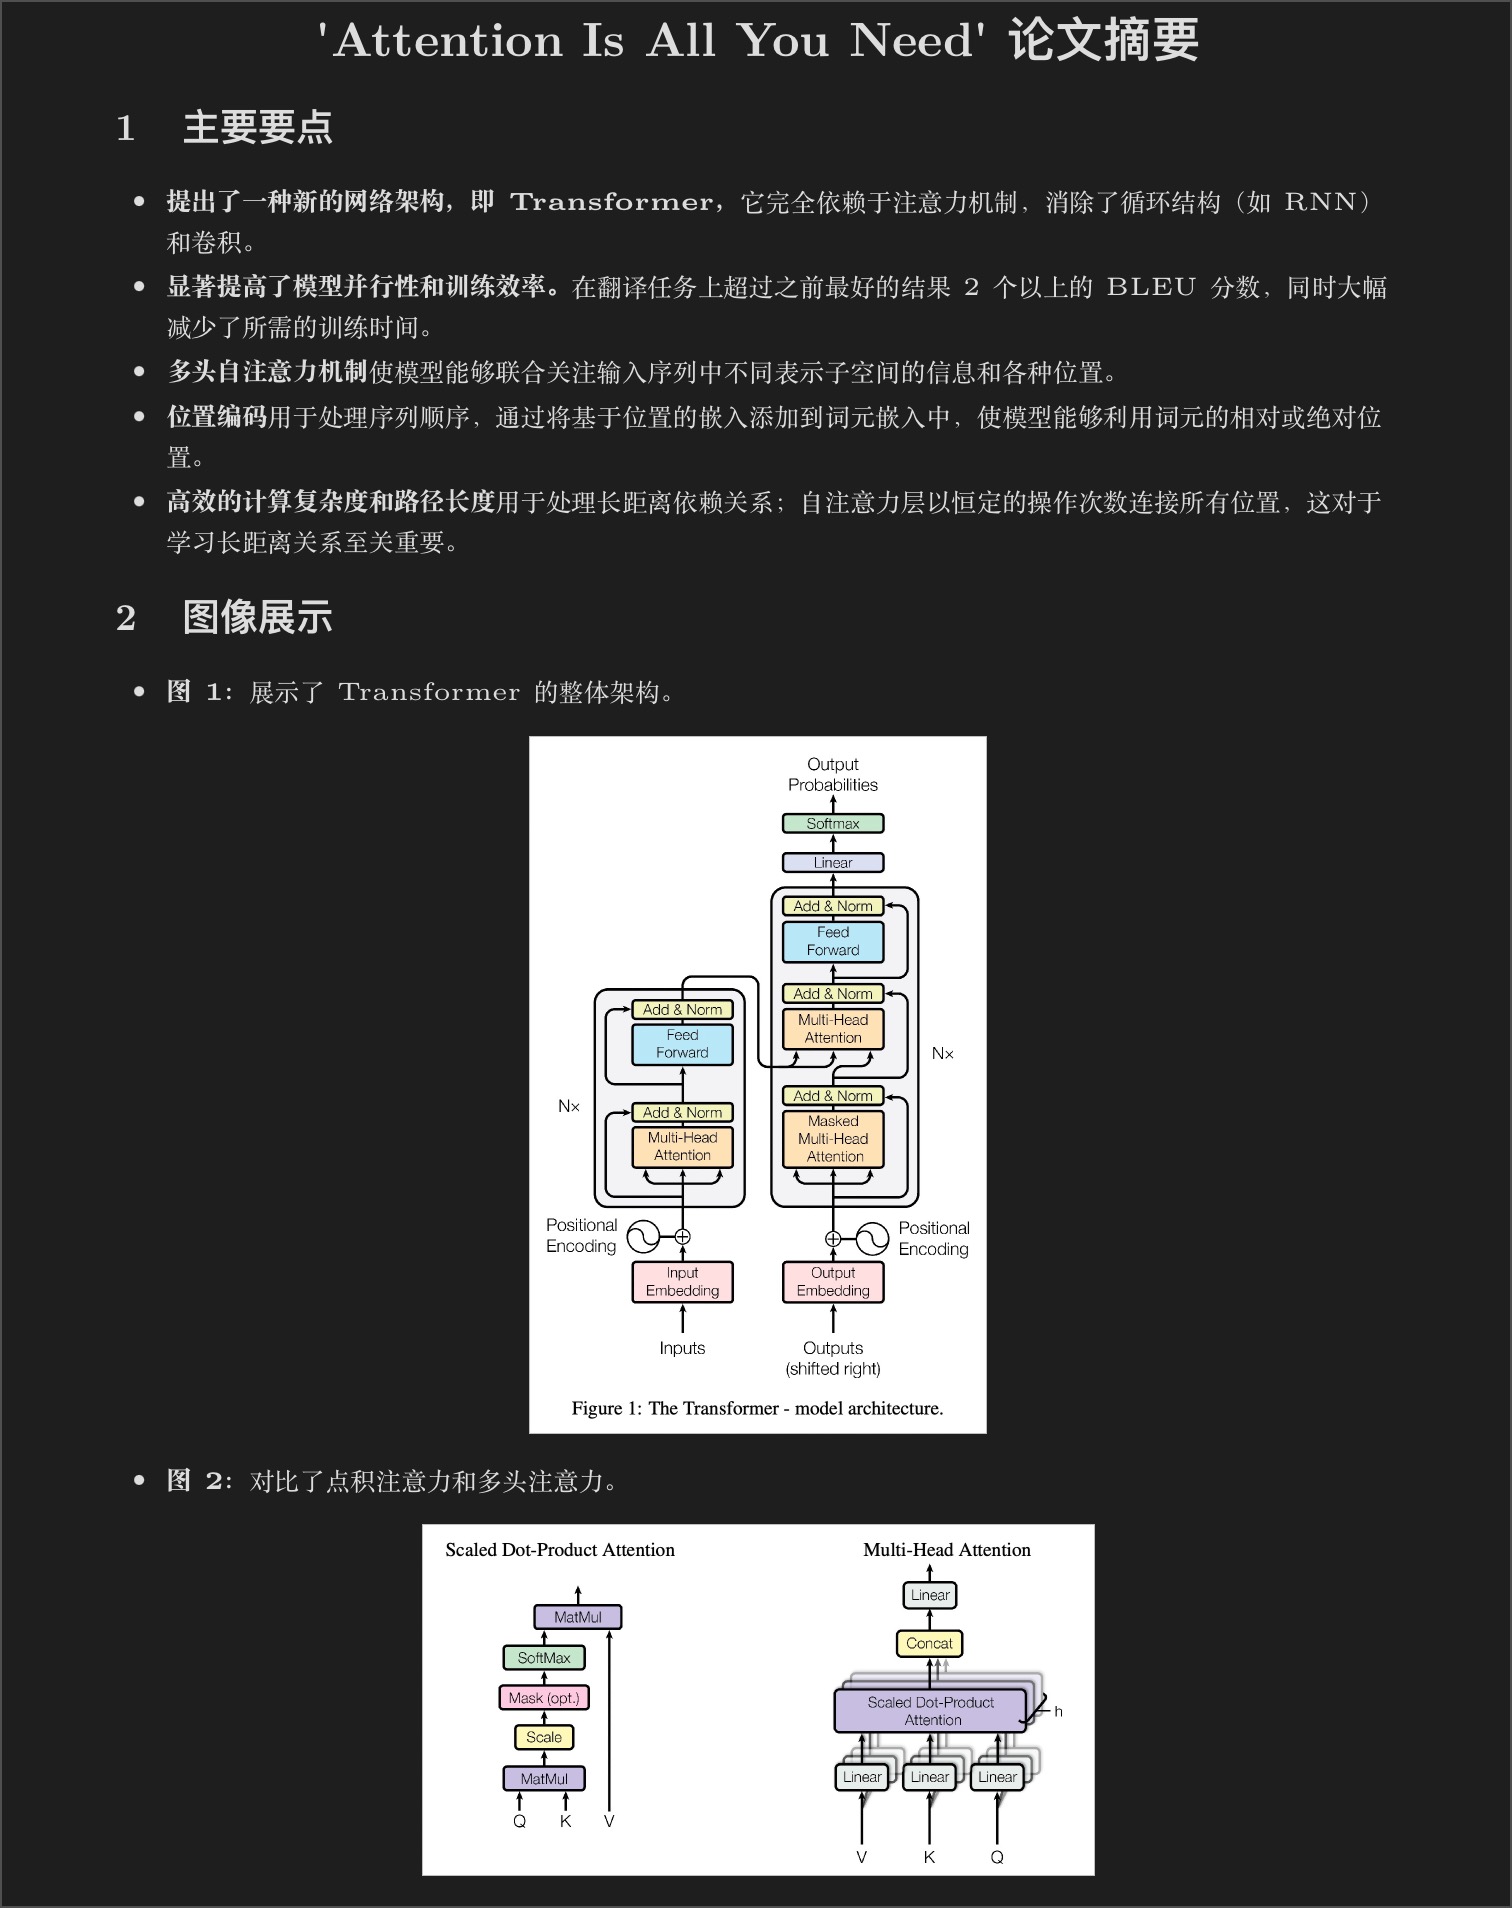 'Attention Is All You Need' 论文摘要
1 主要要点
• 提出了一种新的网络架构，即 Transformer，它完全依赖于注意力机制，消除了循环结构（如 RNN）
和卷积。
• 显著提高了模型并行性和训练效率。在翻译任务上超过之前最好的结果 2 个以上的 BLEU 分数，同时大幅
减少了所需的训练时间。
• 多头自注意力机制使模型能够联合关注输入序列中不同表示子空间的信息和各种位置。
• 位置编码用于处理序列顺序，通过将基于位置的嵌入添加到词元嵌入中，使模型能够利用词元的相对或绝对位
置。
• 高效的计算复杂度和路径长度用于处理长距离依赖关系；自注意力层以恒定的操作次数连接所有位置，这对于
学习长距离关系至关重要。
2 图像展示
• 图 1：展示了 Transformer 的整体架构。
Output
Probabilities
Softmax
Linear
Add & Norm
Feed
Forward
Add & Norm
Multi-Head
Attention
Add & Norm
Masked
Multi-Head
Attention
Nx
Add & Norm
Feed
Forward
Add & Norm
Multi-Head
Attention
Nx
Positional
Encoding
Positional
Encoding
Input
Embedding
Output
Embedding
Inputs
Outputs
(shifted right)
Figure 1: The Transformer - model architecture.
• 图 2：对比了点积注意力和多头注意力。
Scaled Dot-Product Attention
MatMul
SoftMax
Mask (opt.)
Scale
MatMul
Q K V
Multi-Head Attention
Linear
Concat
Scaled Dot-Product
Attention
h
Linear Linear Linear
V K Q